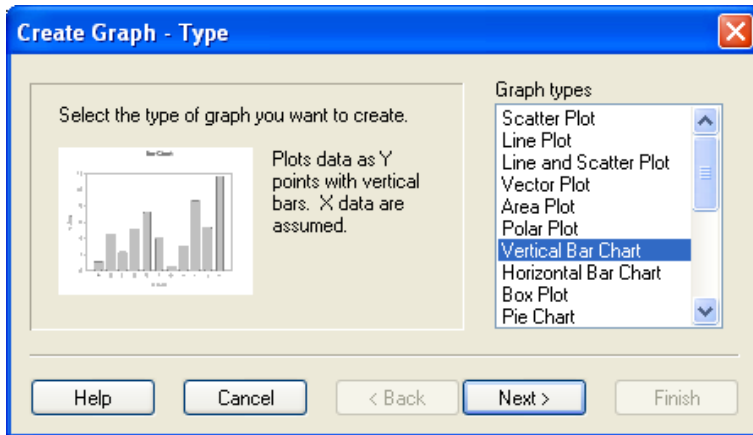 Create Graph - Type
Select the type of graph you want to create.
Bar Chart
Plots data as Y
points with vertical
bars. X data are
assumed.
Graph types
Scatter Plot
Line Plot
Line and Scatter Plot
Vector Plot
Area Plot
Polar Plot
Vertical Bar Chart
Horizontal Bar Chart
Box Plot
Pie Chart
Help
Cancel
< Back
Next >
Finish